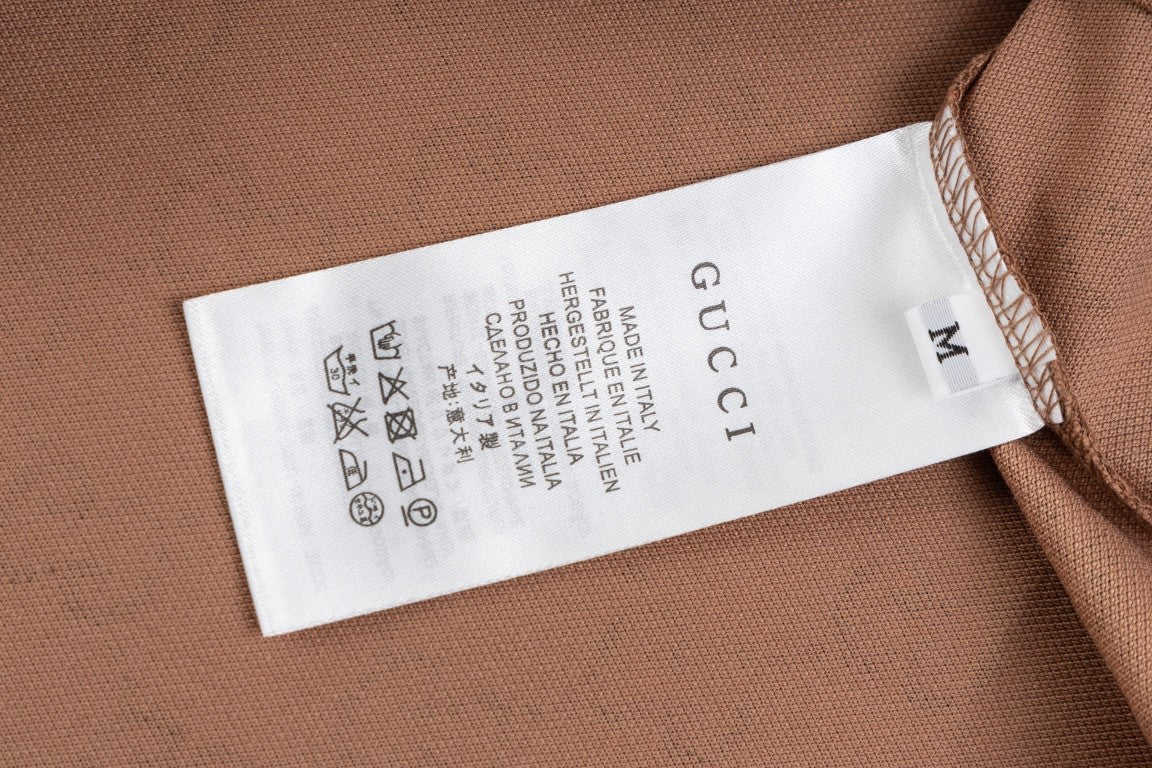 GUCCI
MADE IN ITALY
FABRIQUE EN ITALIE
HERGESTELLT IN ITALIEN
HECHO EN ITALIA
PRODUZIDO NA ITALIA
СДЕЛАНО В ИТАЛИИ
イタリア製
产地:意大利
P
30
M